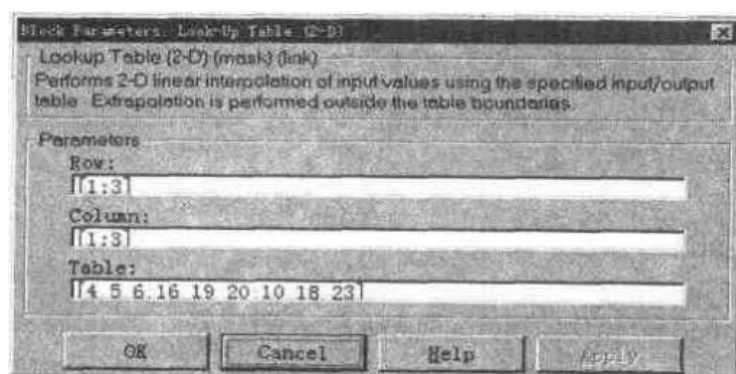 Block Parameters: Look-Up Table (2-D)
Lookup Table (2-D) (mask) (link)
Performs 2-D linear interpolation of input values using the specified input/output
table. Extrapolation is performed outside the table boundaries.
Parameters
Row:
[1:3]
Column:
[1:3]
Table:
[4 5 6 16 19 20 10 18 23]
OK
Cancel
Help
Apply